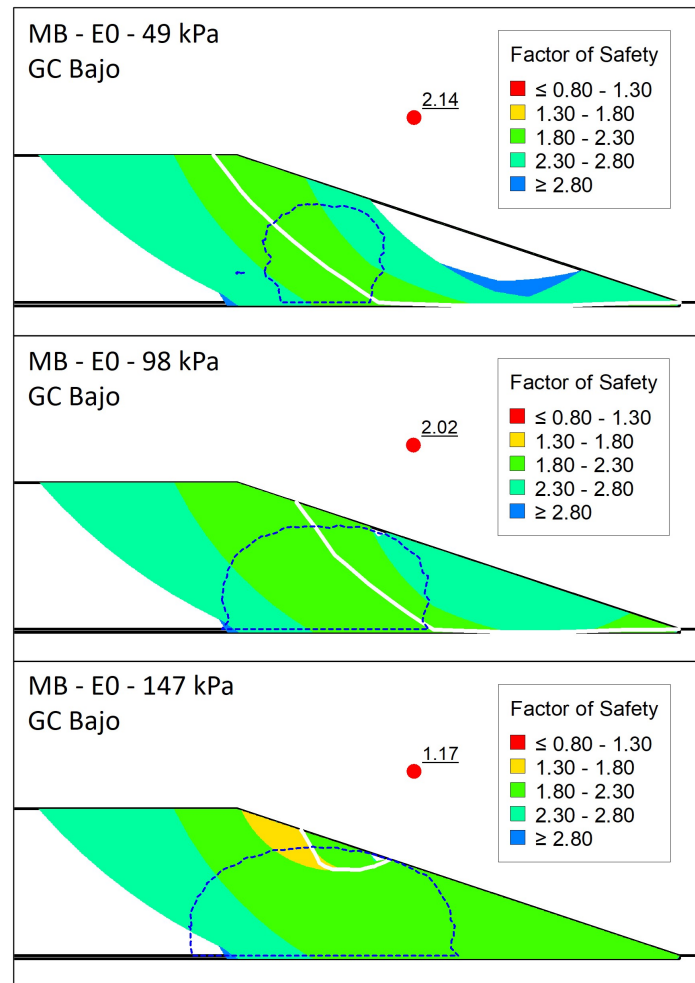 MB - E0 - 49 kPa
GC Bajo
2.14
Factor of Safety
≤ 0.80 - 1.30
1.30 - 1.80
1.80 - 2.30
2.30 - 2.80
≥ 2.80
MB - E0 - 98 kPa
GC Bajo
2.02
Factor of Safety
≤ 0.80 - 1.30
1.30 - 1.80
1.80 - 2.30
2.30 - 2.80
≥ 2.80
MB - E0 - 147 kPa
GC Bajo
1.17
Factor of Safety
≤ 0.80 - 1.30
1.30 - 1.80
1.80 - 2.30
2.30 - 2.80
≥ 2.80